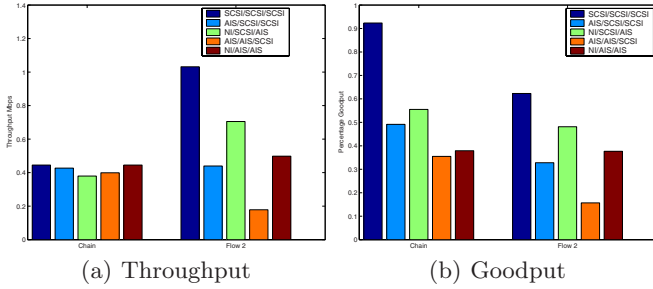 SCSI/SCSI/SCSI
AIS/SCSI/SCSI
NI/SCSI/AIS
AIS/AIS/SCSI
NI/AIS/AIS
Throughput Mbps
1.4
1.2
1
0.8
0.6
0.4
0.2
0
Chain
Flow 2
(a) Throughput
SCSI/SCSI/SCSI
AIS/SCSI/SCSI
NI/SCSI/AIS
AIS/AIS/SCSI
NI/AIS/AIS
Percentage Goodput
1
0.9
0.8
0.7
0.6
0.5
0.4
0.3
0.2
0.1
0
Chain
Flow 2
(b) Goodput